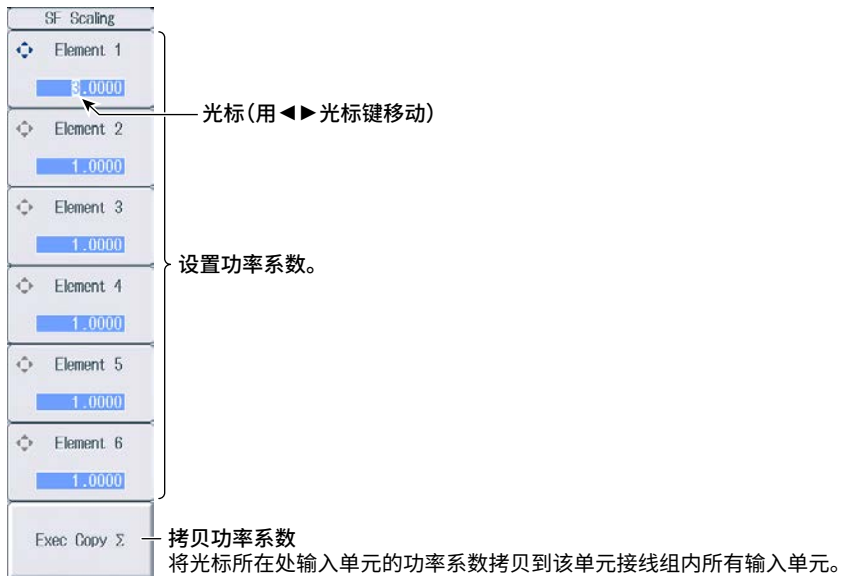 SF Scaling
Element 1
3.0000
光标(用◀▶光标键移动)
Element 2
1.0000
Element 3
1.0000
设置功率系数。
Element 4
1.0000
Element 5
1.0000
Element 6
1.0000
Exec Copy Σ
拷贝功率系数
将光标所在处输入单元的功率系数拷贝到该单元接线组内所有输入单元。